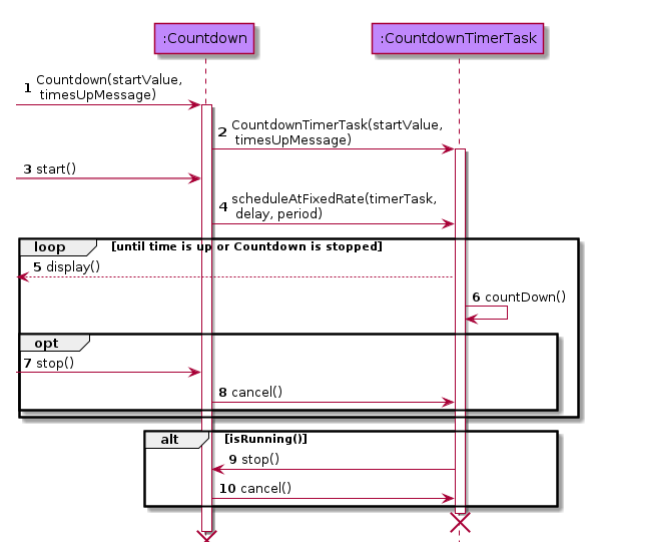 :Countdown
:CountdownTimerTask
1 Countdown(startValue,
timesUpMessage)
2 CountdownTimerTask(startValue,
timesUpMessage)
3 start()
4 scheduleAtFixedRate(timerTask,
delay, period)
loop [until time is up or Countdown is stopped]
5 display()
6 countDown()
opt
7 stop()
8 cancel()
alt [isRunning()]
9 stop()
10 cancel()